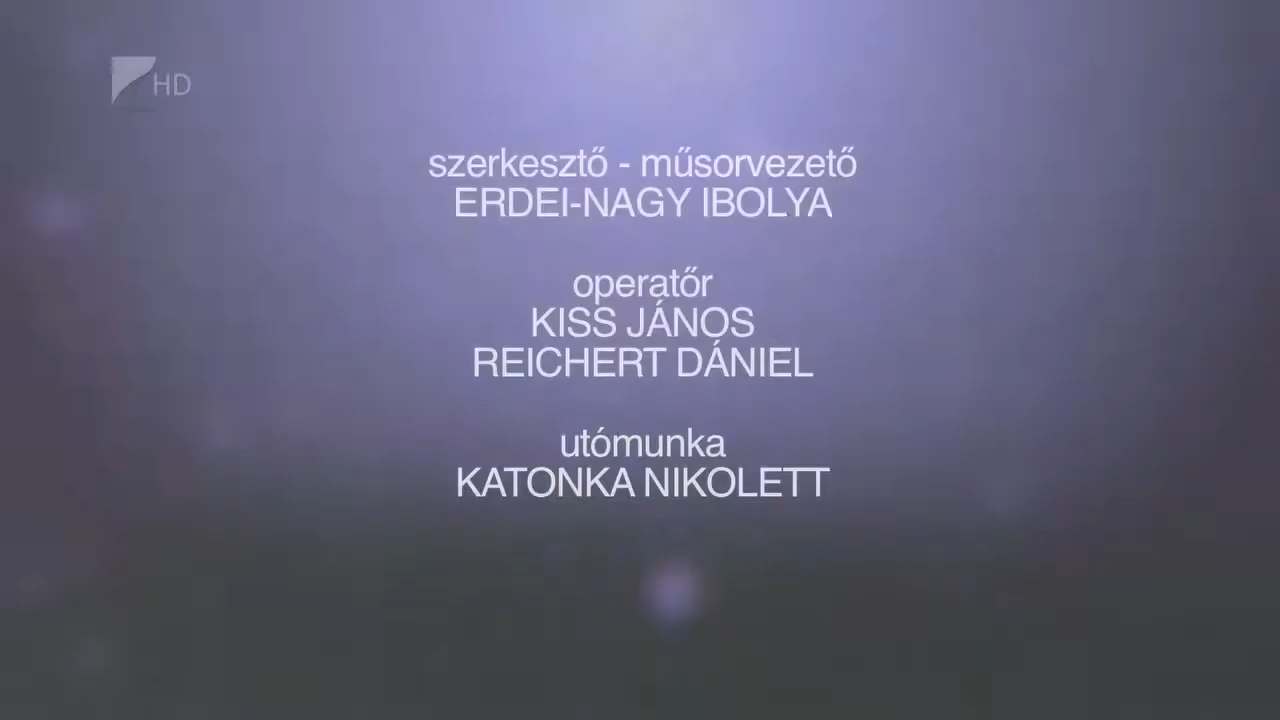 HD
szerkesztő - műsorvezető
ERDEI-NAGY IBOLYA
operatőr
KISS JÁNOS
REICHERT DÁNIEL
utómunka
KATONKA NIKOLETT